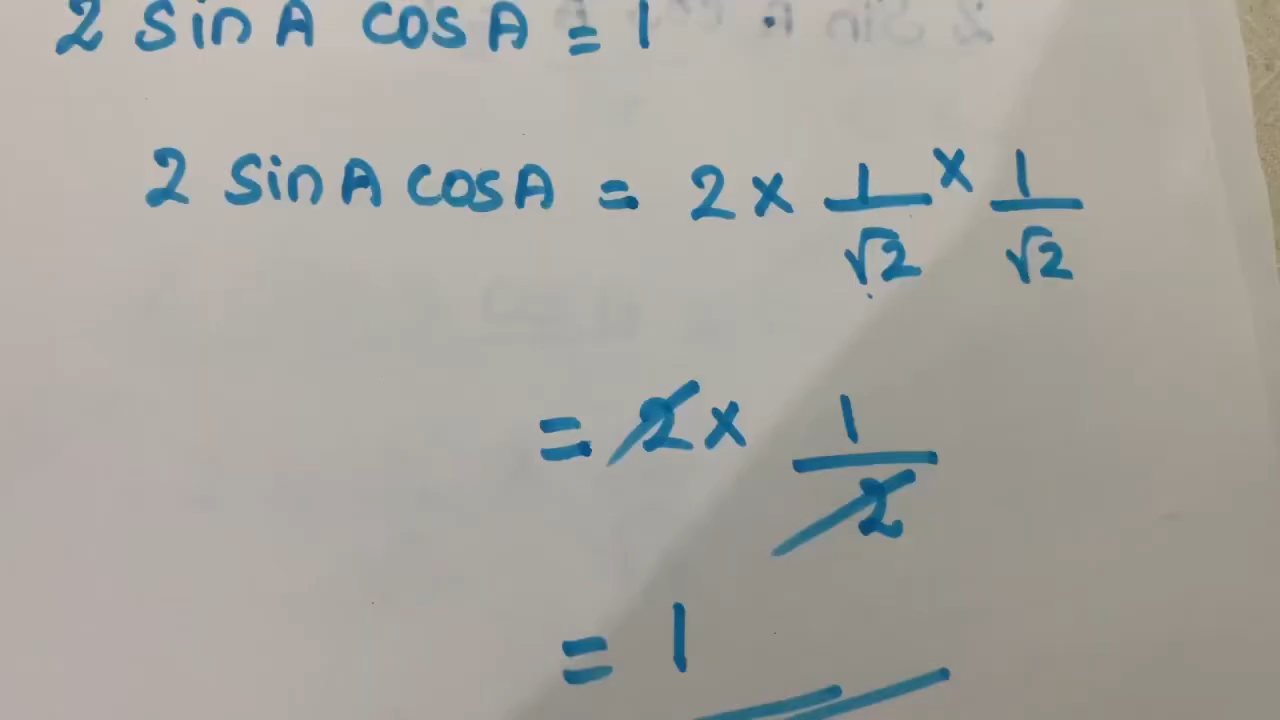 2 sin A cos A = 1
2 sin A cos A = 2 × 1/√2 × 1/√2
= 2 × 1/2
= 1